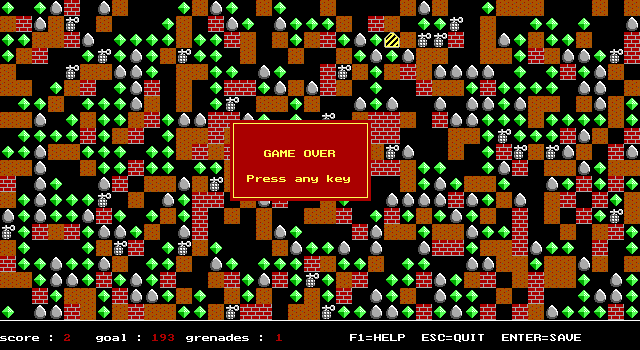 GAME OVER
Press any key
score : 2 goal : 193 grenades : 1 F1=HELP ESC=QUIT ENTER=SAVE